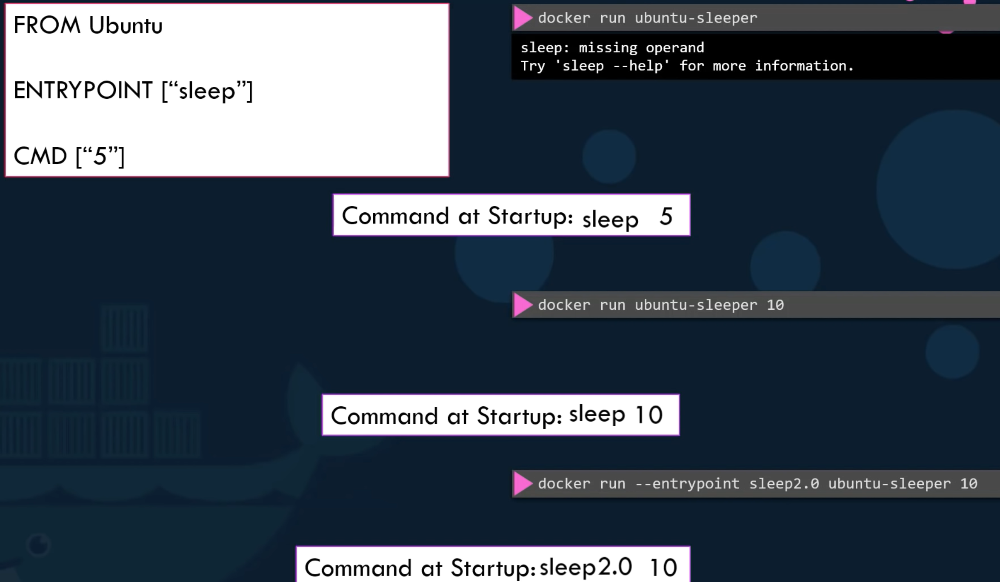 FROM Ubuntu
ENTRYPOINT [“sleep”]
CMD [“5”]
docker run ubuntu-sleeper
sleep: missing operand
Try 'sleep --help' for more information.
Command at Startup: sleep 5
docker run ubuntu-sleeper 10
Command at Startup: sleep 10
docker run --entrypoint sleep2.0 ubuntu-sleeper 10
Command at Startup: sleep2.0 10